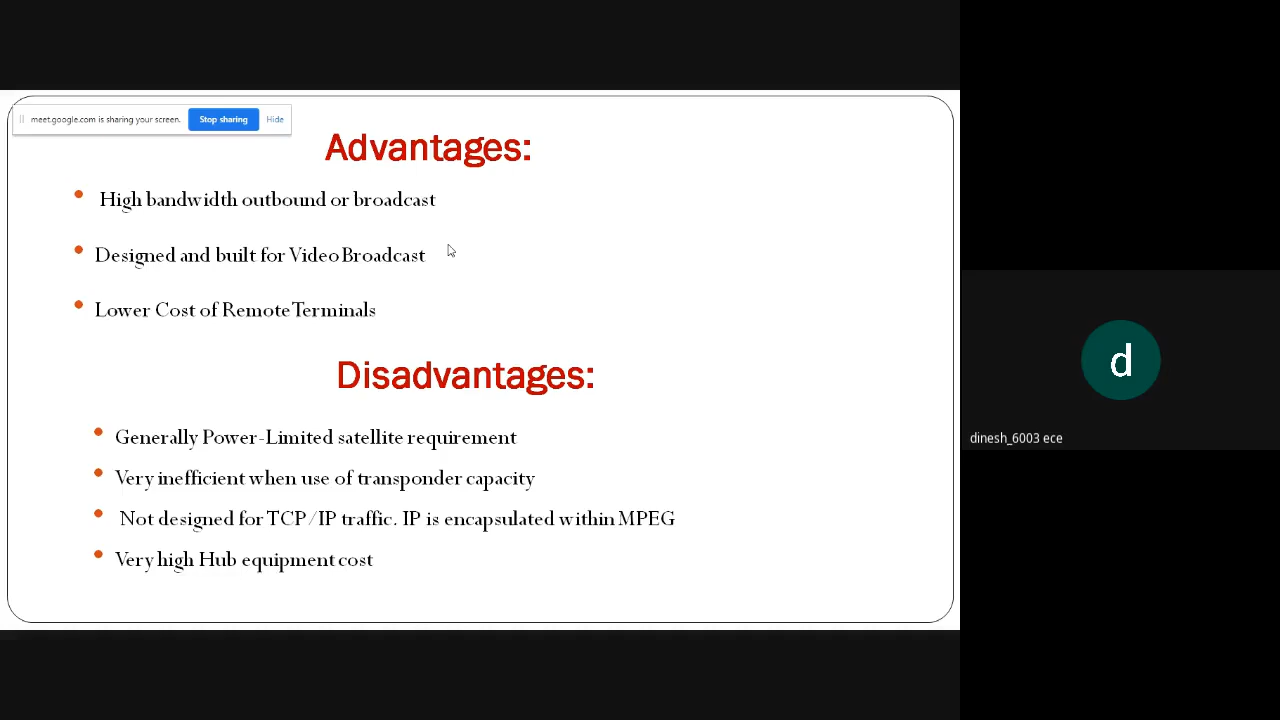 meet.google.com is sharing your screen. Stop sharing Hide
Advantages:
High bandwidth outbound or broadcast
Designed and built for Video Broadcast
Lower Cost of Remote Terminals
Disadvantages:
Generally Power-Limited satellite requirement
Very inefficient when use of transponder capacity
Not designed for TCP/IP traffic. IP is encapsulated within MPEG
Very high Hub equipment cost
d
dinesh_6003 ece